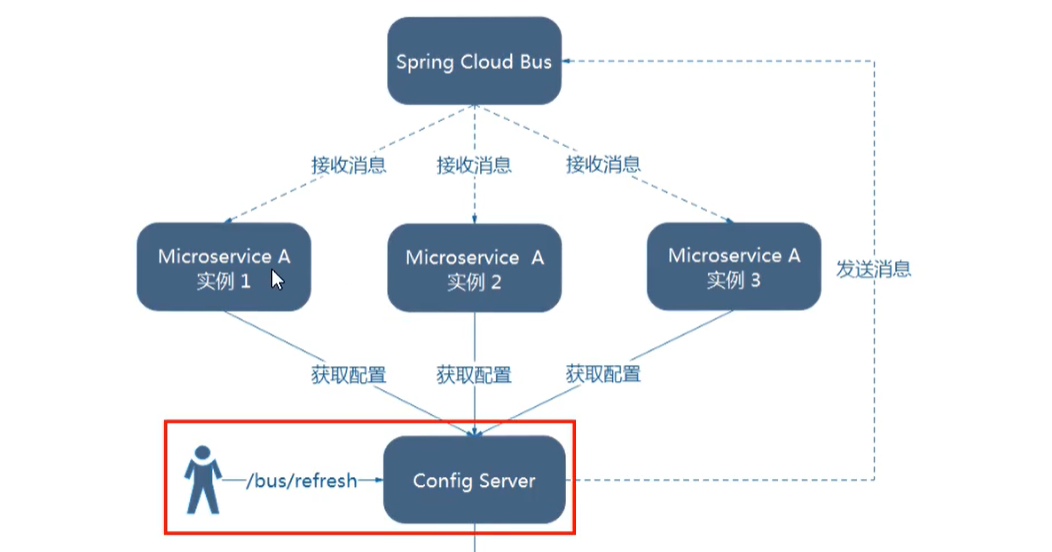 Spring Cloud Bus
接收消息
接收消息
接收消息
Microservice A
实例 1
Microservice A
实例 2
Microservice A
实例 3
发送消息
获取配置
获取配置
获取配置
/bus/refresh
Config Server